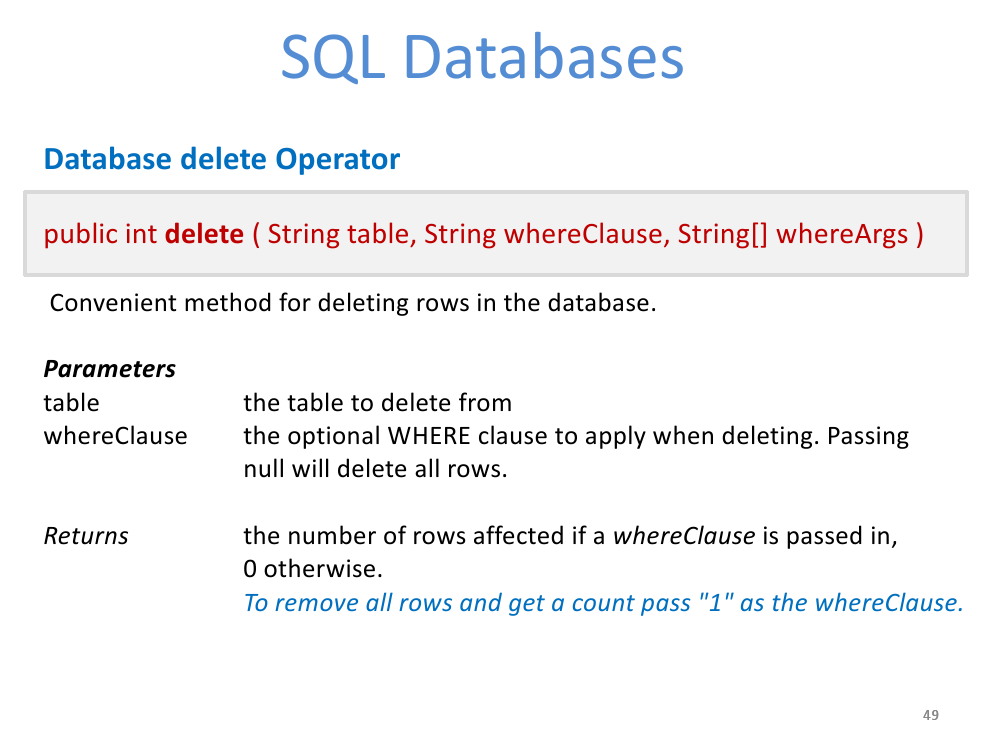 SQL Databases
Database delete Operator
public int delete ( String table, String whereClause, String[] whereArgs )
Convenient method for deleting rows in the database.
Parameters
table the table to delete from
whereClause the optional WHERE clause to apply when deleting. Passing
null will delete all rows.
Returns the number of rows affected if a whereClause is passed in,
0 otherwise.
To remove all rows and get a count pass "1" as the whereClause.
49